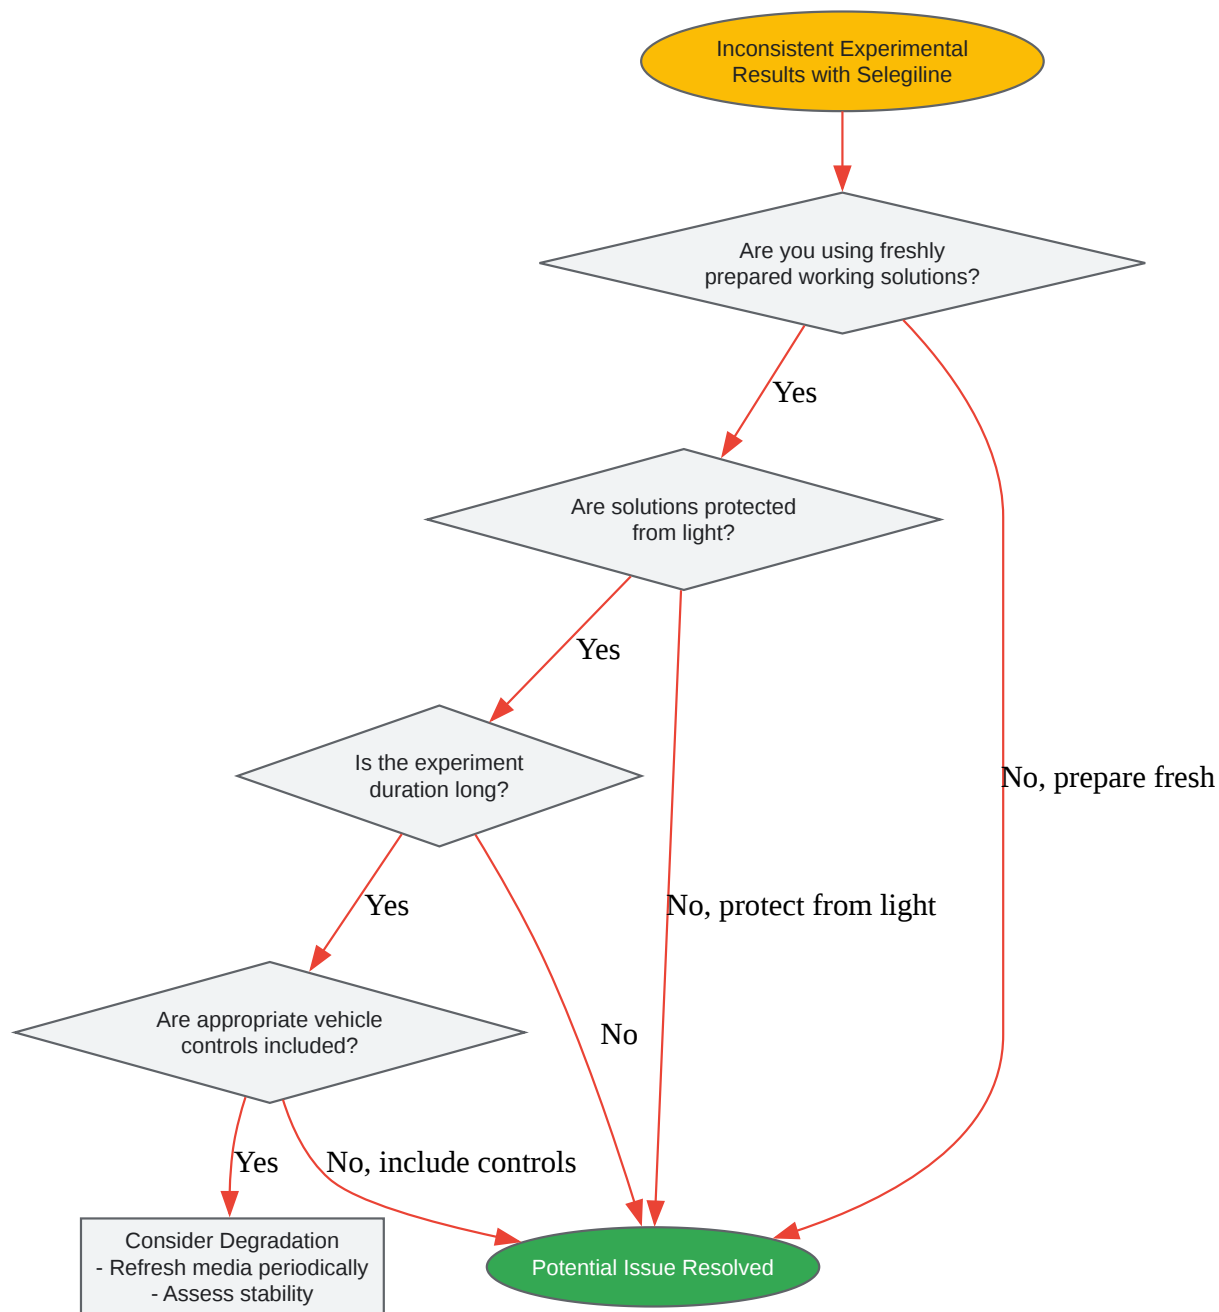 Inconsistent Experimental
Results with Selegiline
Are you using freshly
prepared working solutions?
Yes
Are solutions protected
from light?
Yes
Is the experiment
duration long?
No, prepare fresh
Yes
No, protect from light
Are appropriate vehicle
controls included?
No
Yes
No, include controls
Consider Degradation
- Refresh media periodically
- Assess stability
Potential Issue Resolved